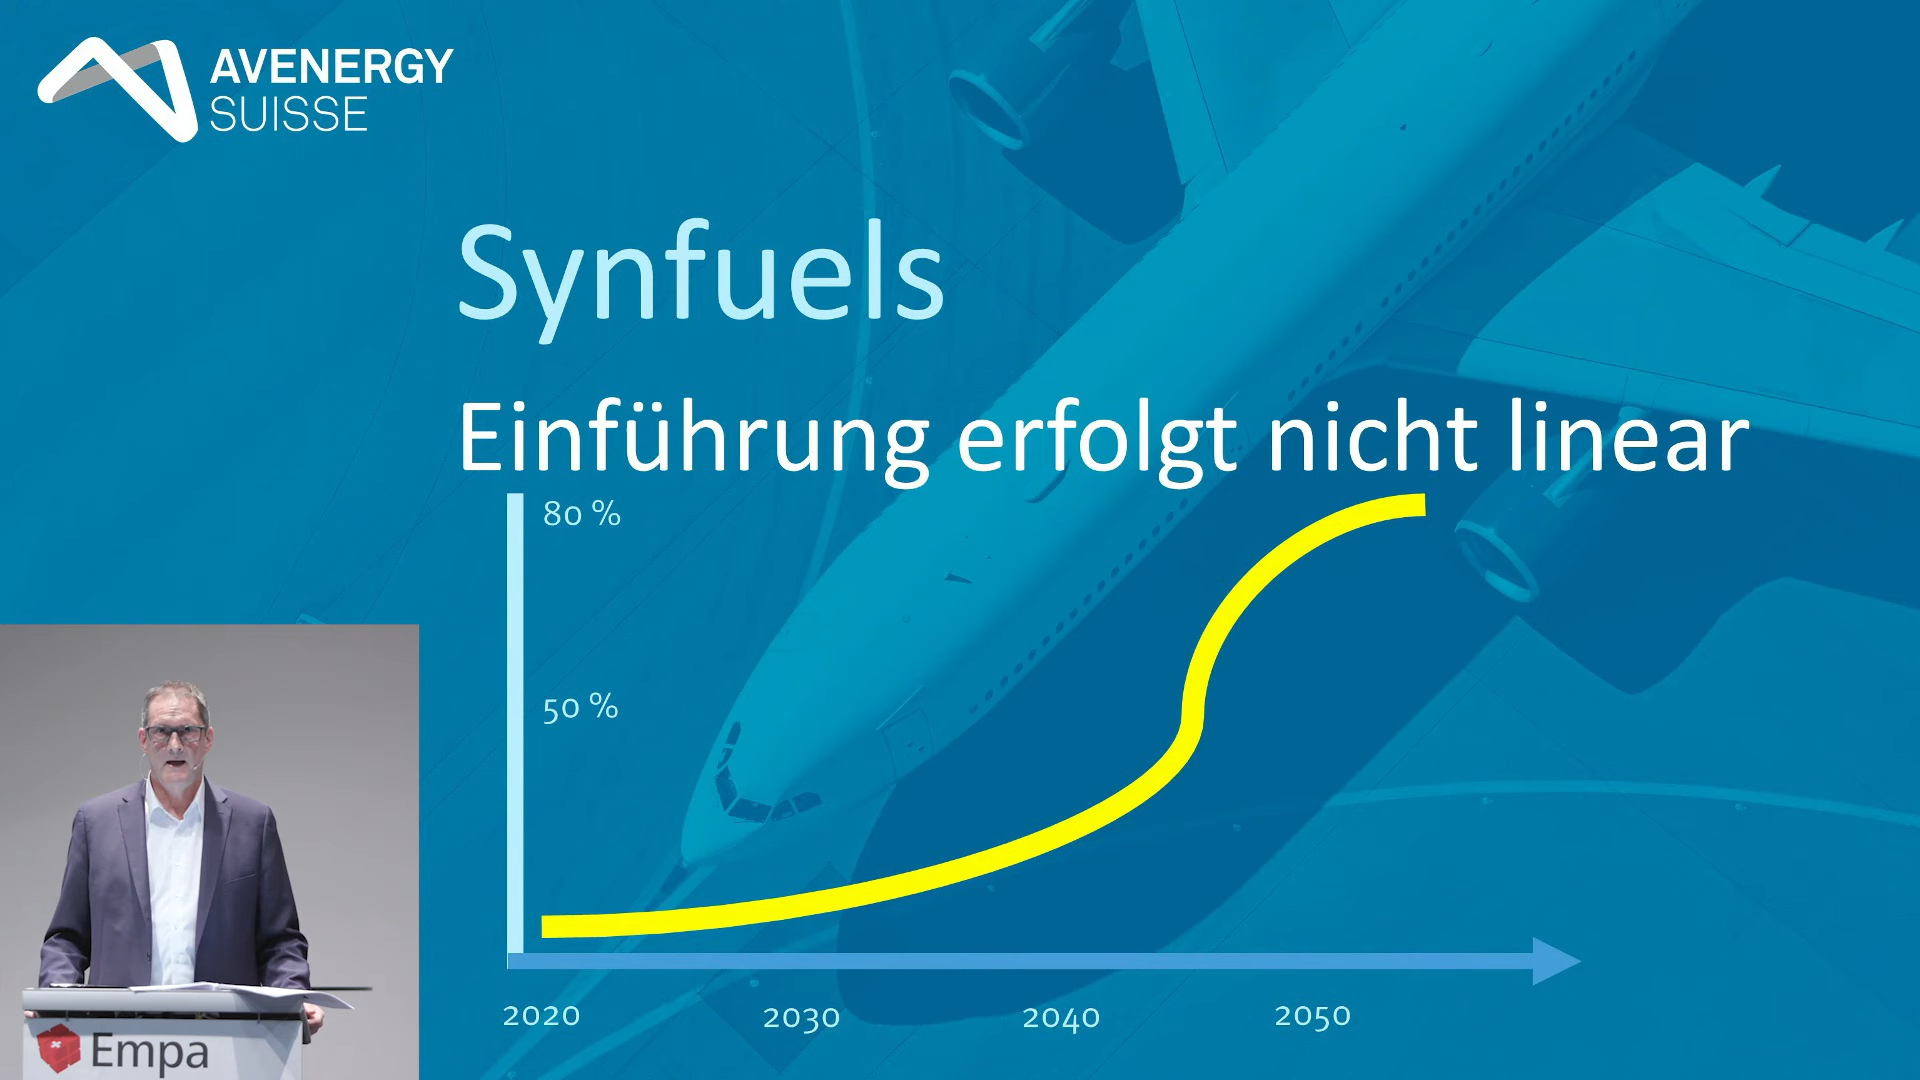 AVENERGY
SUISSE
Synfuels
Einführung erfolgt nicht linear
80 %
50 %
2020
2030
2040
2050
Empa